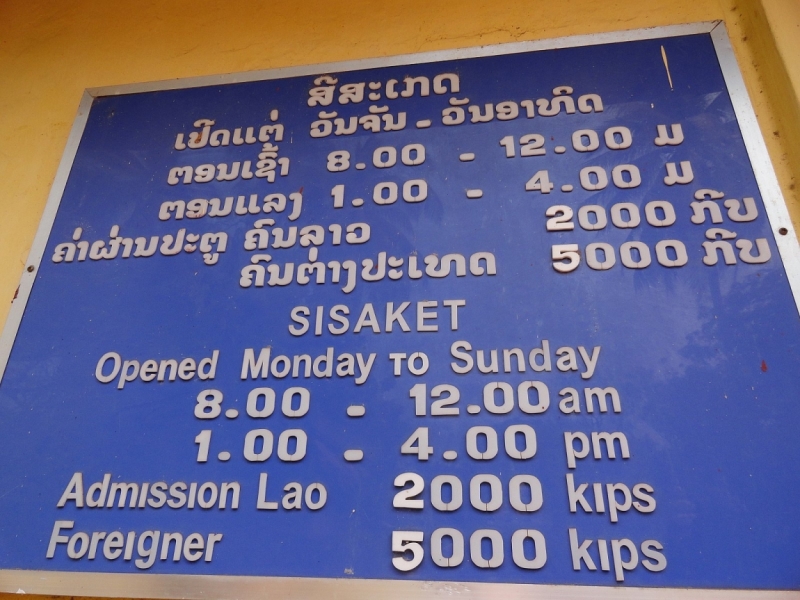 ສີສະເກດ
ເປີດແຕ່ ວັນຈັນ - ວັນອາທິດ
ຕອນເຊົ້າ 8.00 - 12.00 ມ
ຕອນແລງ 1.00 - 4.00 ມ
ຄ່າຜ່ານປະຕູ ຄົນລາວ 2000 ກີບ
ຄົນຕ່າງປະເທດ 5000 ກີບ
SISAKET
Opened Monday TO Sunday
8.00 - 12.00 am
1.00 - 4.00 pm
Admission Lao 2000 kips
Foreigner 5000 kips